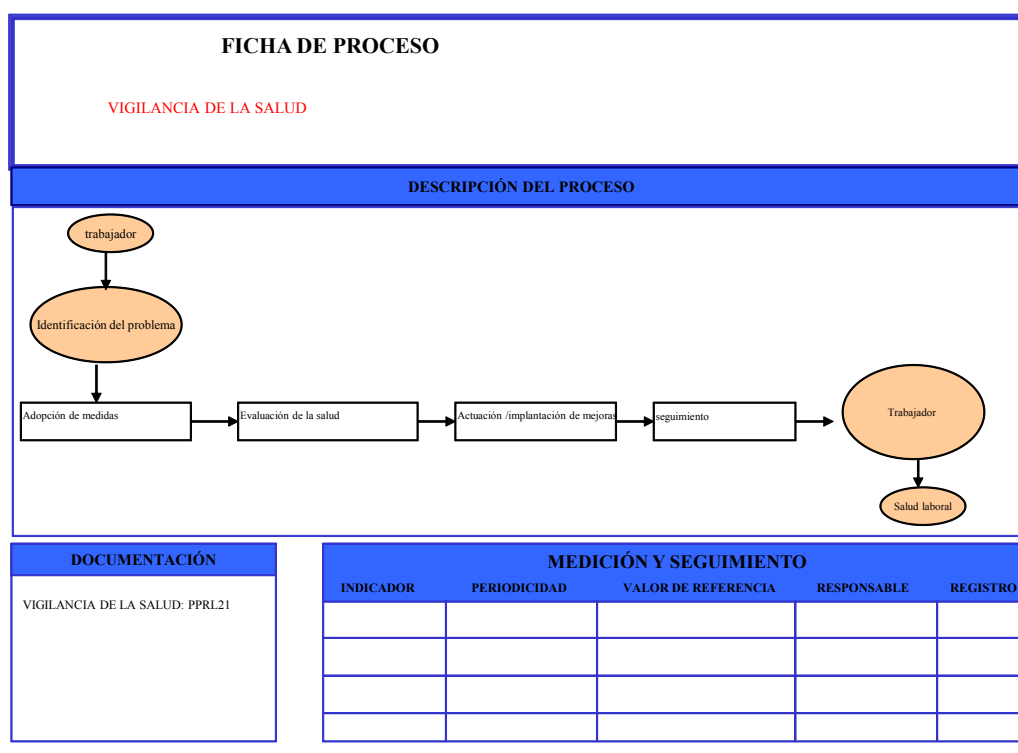 FICHA DE PROCESO
VIGILANCIA DE LA SALUD
DESCRIPCIÓN DEL PROCESO
trabajador
Identificación del problema
Adopción de medidas
Evaluación de la salud
Actuación /implantación de mejoras
seguimiento
Trabajador
Salud laboral
DOCUMENTACIÓN
VIGILANCIA DE LA SALUD: PPRL21
MEDICIÓN Y SEGUIMIENTO
INDICADOR PERIODICIDAD VALOR DE REFERENCIA RESPONSABLE REGISTRO